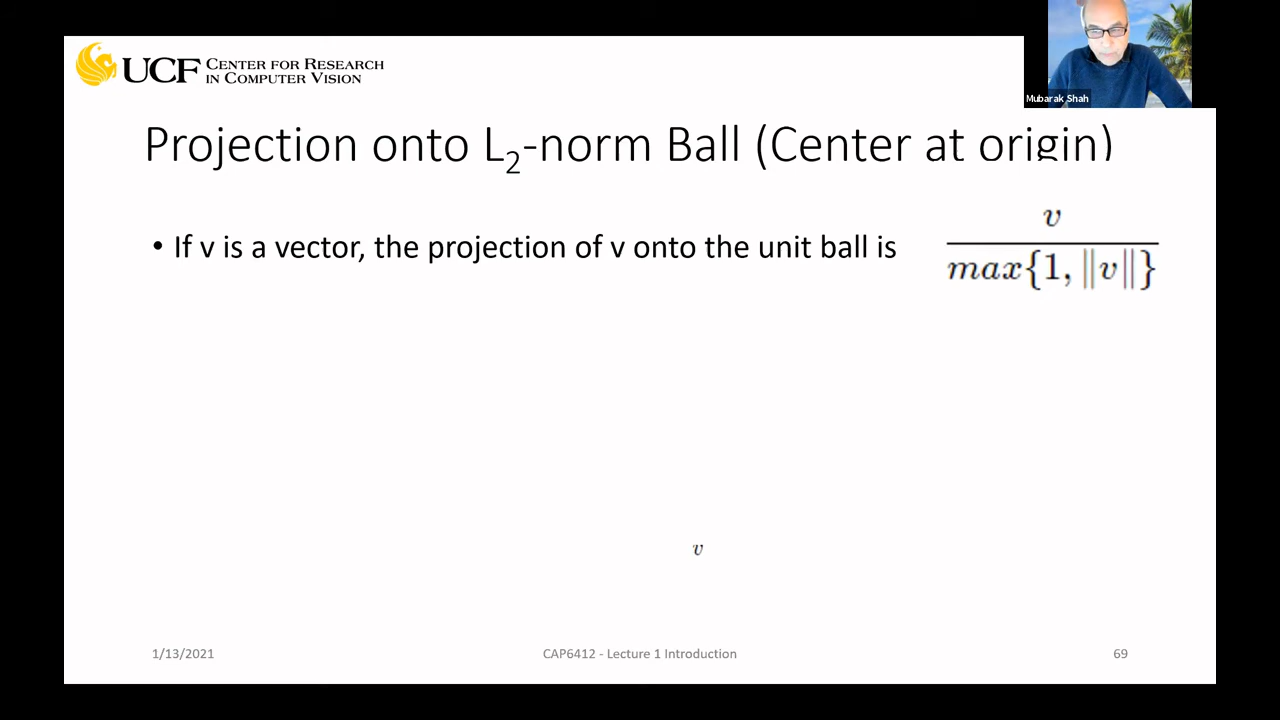 UCF CENTER FOR RESEARCH
IN COMPUTER VISION
Mubarak Shah
Projection onto L₂-norm Ball (Center at origin)
• If v is a vector, the projection of v onto the unit ball is
v
max{1, ‖v‖}
v
1/13/2021
CAP6412 - Lecture 1 Introduction
69